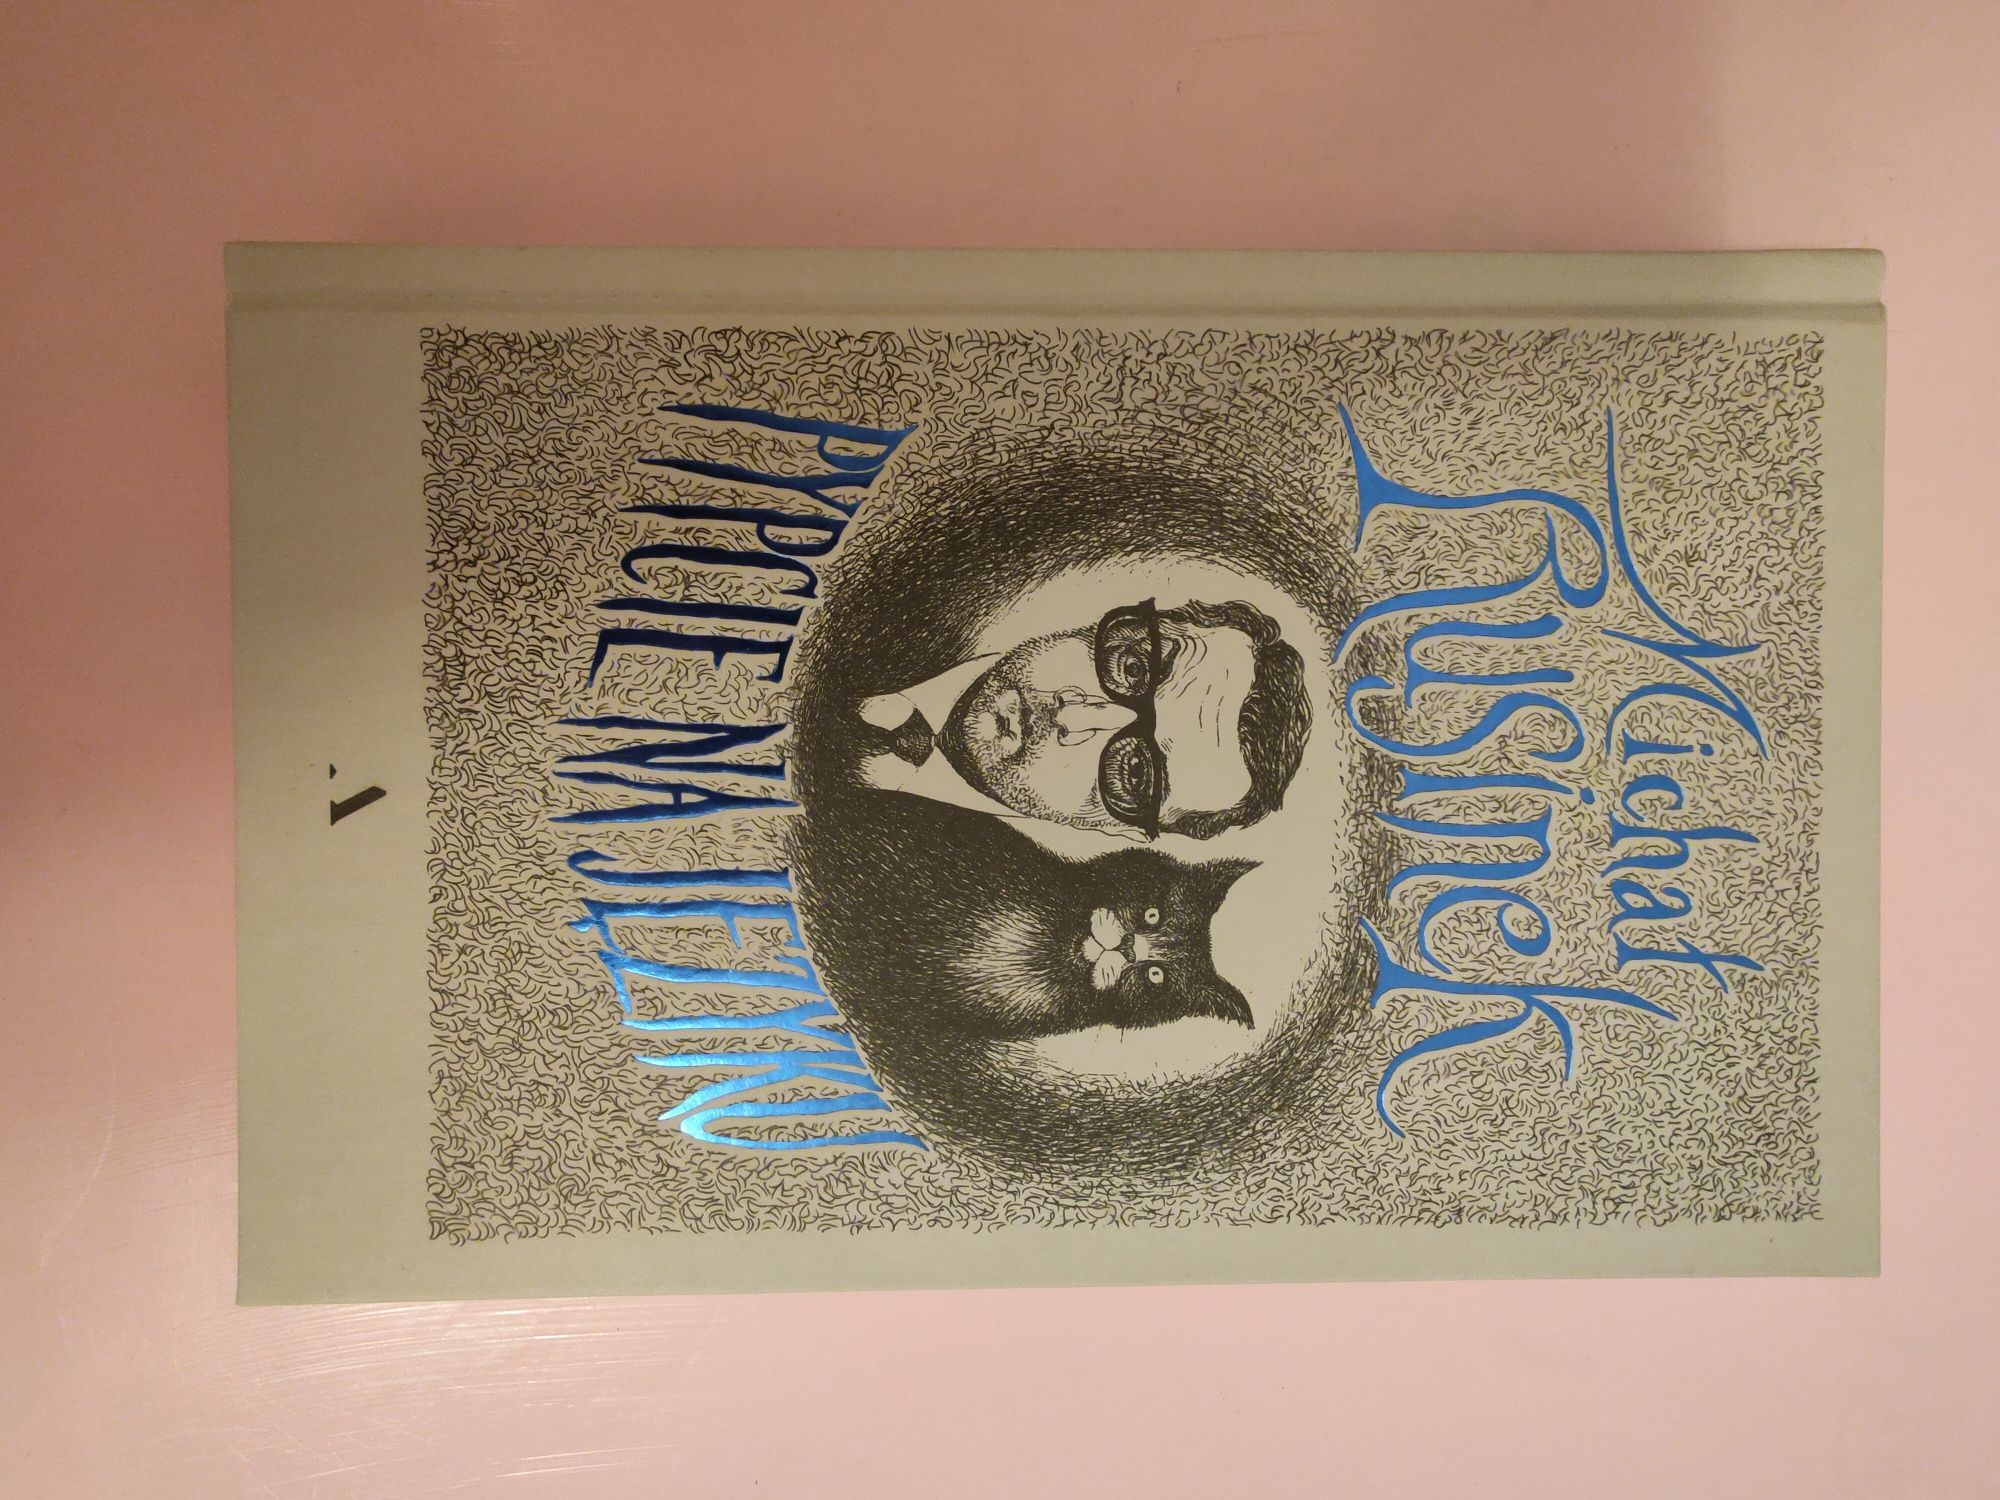 Michał
Rusinek
PYPCIE NA JĘZYKU